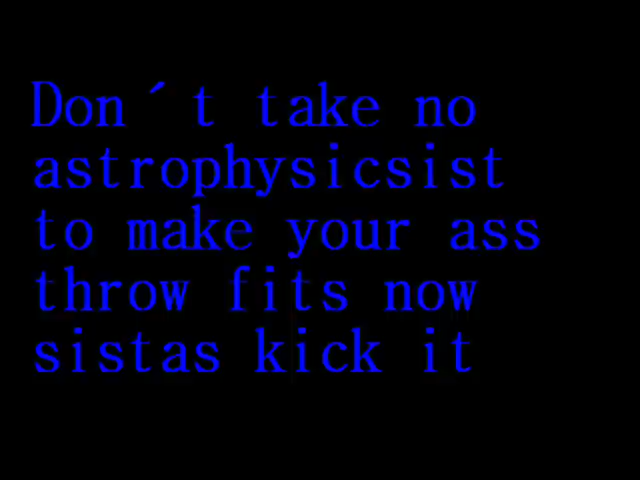 Don´t take no
astrophysicsist
to make your ass
throw fits now
sistas kick it